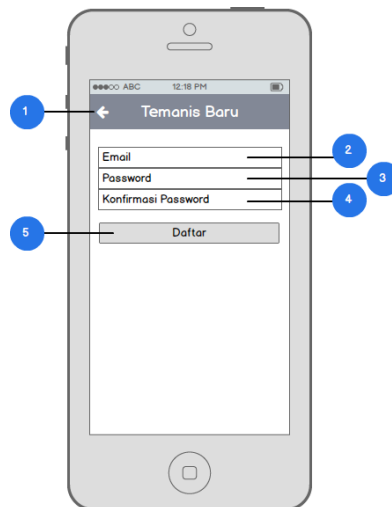 ABC 12:18 PM
1 Temanis Baru
Email 2
Password 3
Konfirmasi Password 4
5 Daftar